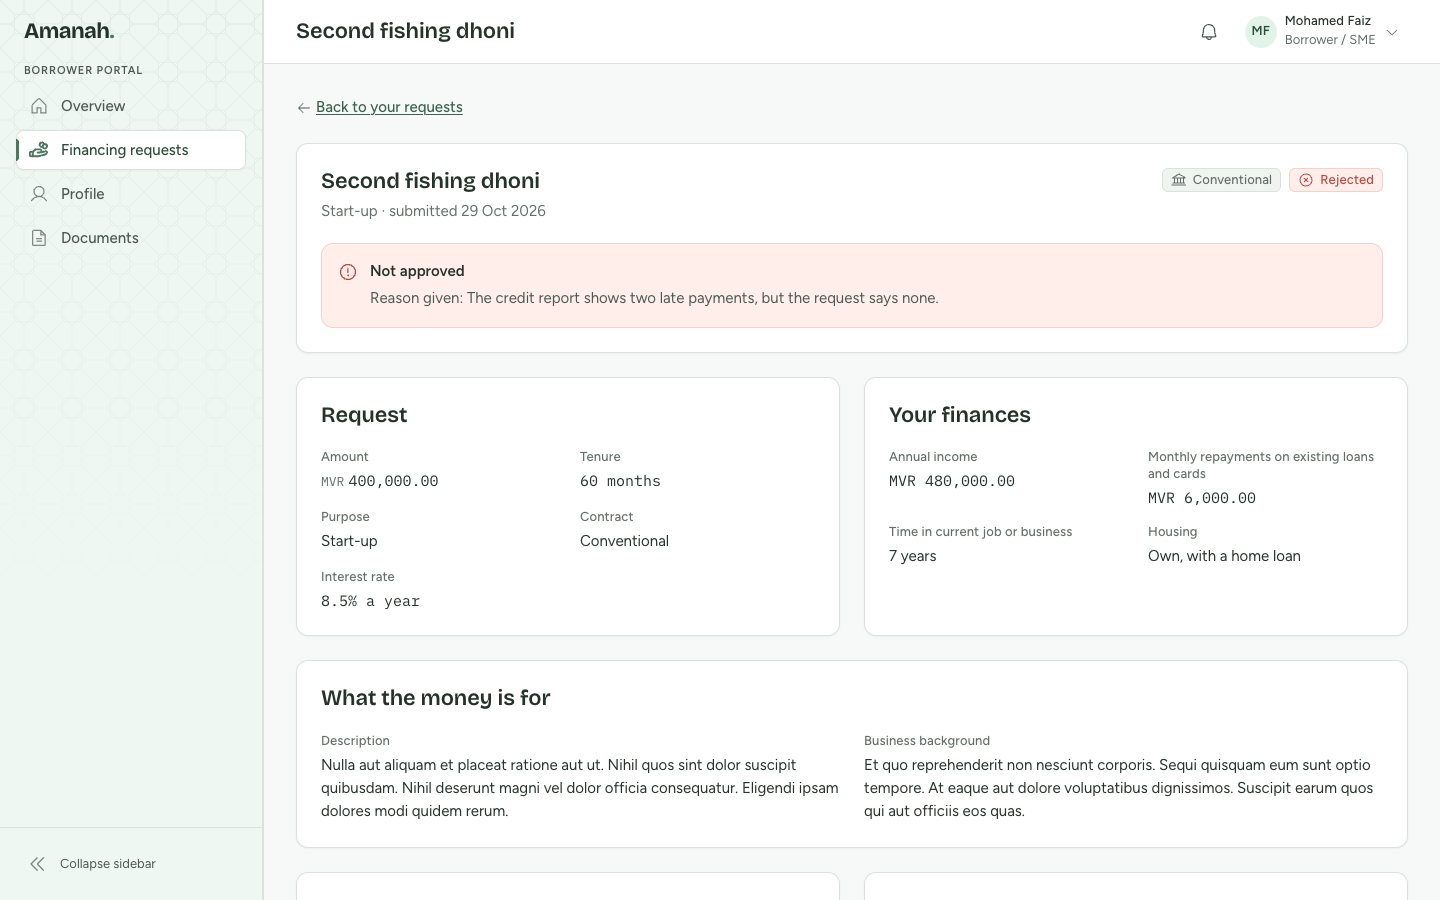 Amanah.
BORROWER PORTAL
Overview
Financing requests
Profile
Documents
Collapse sidebar
Second fishing dhoni
MF
Mohamed Faiz
Borrower / SME
Back to your requests
Second fishing dhoni
Conventional
Rejected
Start-up · submitted 29 Oct 2026
Not approved
Reason given: The credit report shows two late payments, but the request says none.
Request
Amount
MVR 400,000.00
Tenure
60 months
Purpose
Start-up
Contract
Conventional
Interest rate
8.5% a year
Your finances
Annual income
MVR 480,000.00
Monthly repayments on existing loans
and cards
MVR 6,000.00
Time in current job or business
7 years
Housing
Own, with a home loan
What the money is for
Description
Nulla aut aliquam et placeat ratione aut ut. Nihil quos sint dolor suscipit
quibusdam. Nihil deserunt magni vel dolor officia consequatur. Eligendi ipsam
dolores modi quidem rerum.
Business background
Et quo reprehenderit non nesciunt corporis. Sequi quisquam eum sunt optio
tempore. At eaque aut dolore voluptatibus dignissimos. Suscipit earum quos
qui aut officiis eos quas.